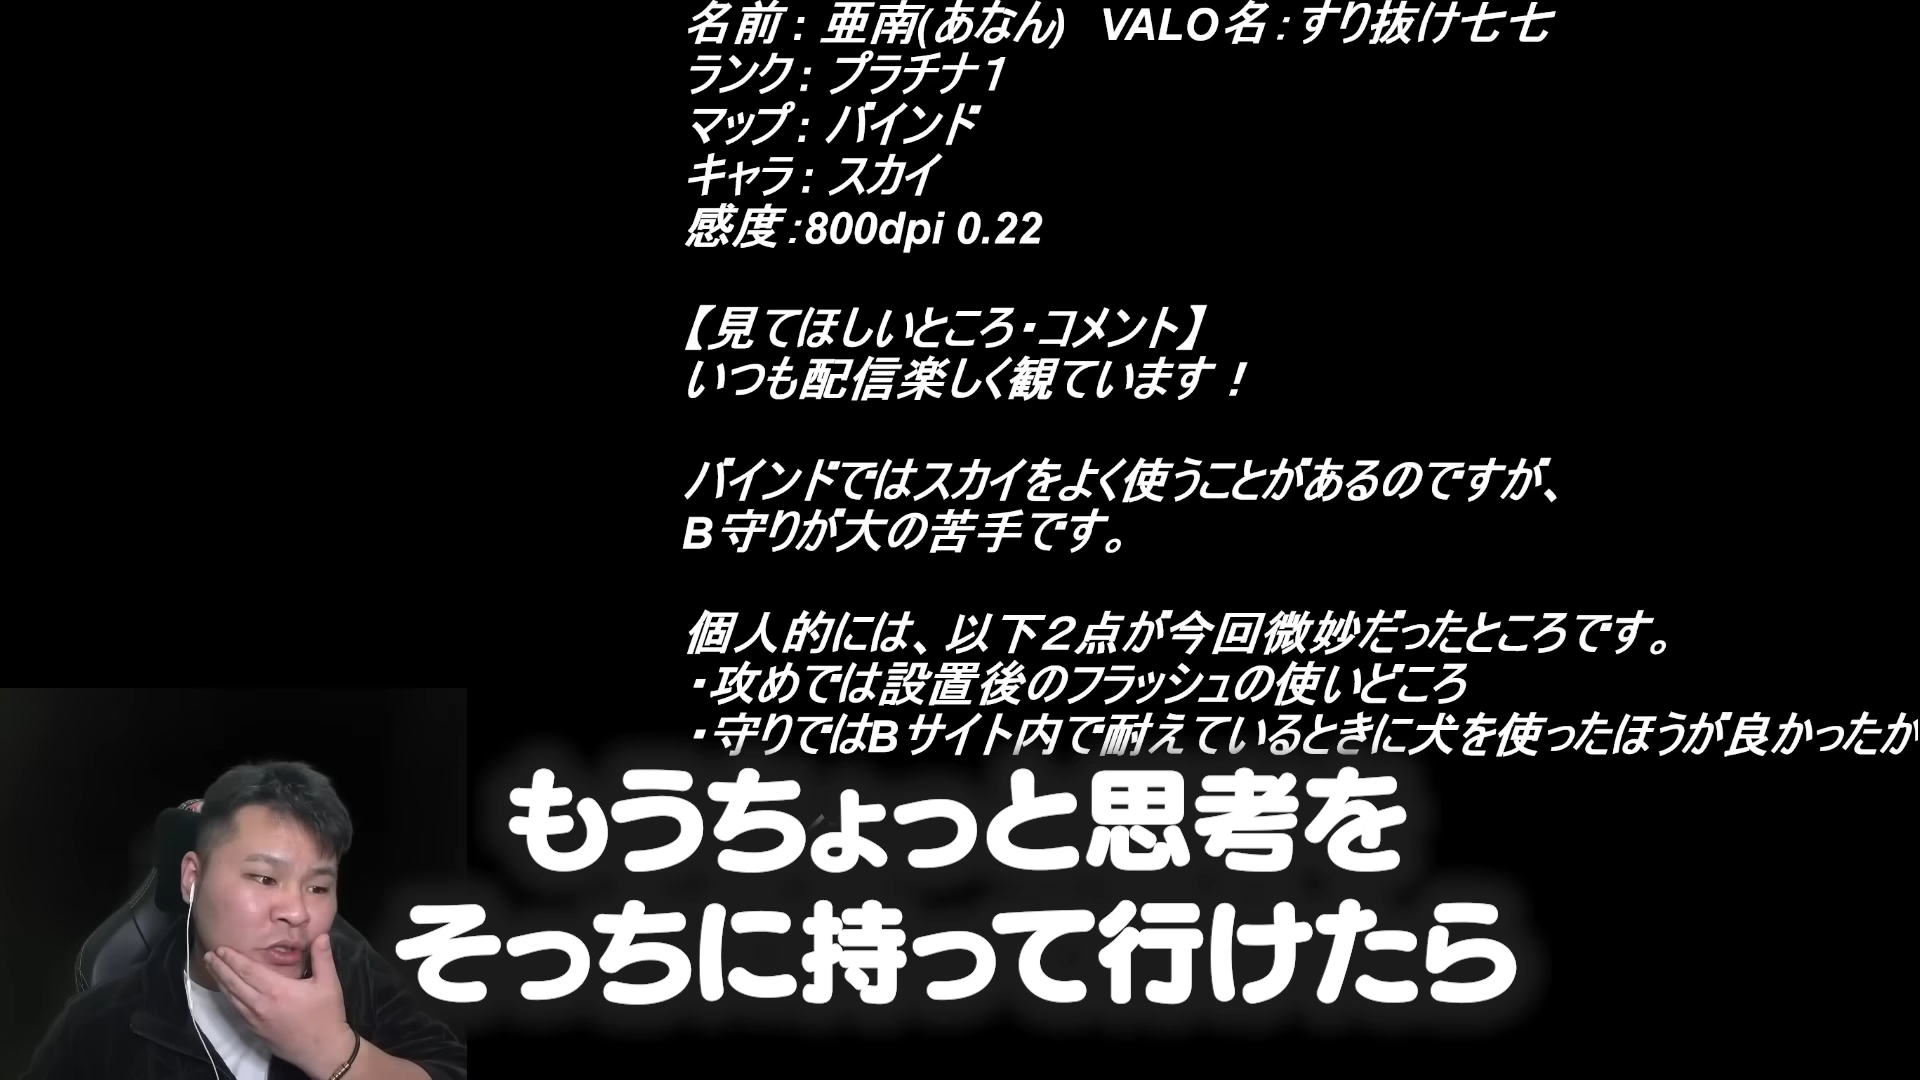 名前：亜南(あなん)　VALO名：すり抜け七七
ランク：プラチナ１
マップ：バインド
キャラ：スカイ
感度：800dpi 0.22
【見てほしいところ・コメント】
いつも配信楽しく観ています！
バインドではスカイをよく使うことがあるのですが、
B守りが大の苦手です。
個人的には、以下２点が今回微妙だったところです。
・攻めでは設置後のフラッシュの使いどころ
・守りではBサイト内で耐えているときに犬を使ったほうが良かったか
もうちょっと思考を
そっちに持って行けたら